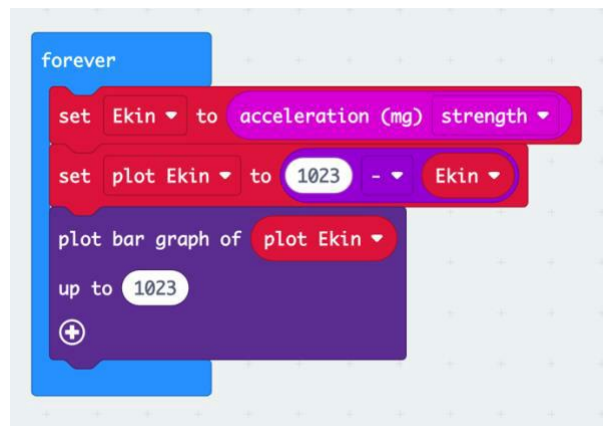 forever
set Ekin to acceleration (mg) strength
set plot Ekin to 1023 - Ekin
plot bar graph of plot Ekin
up to 1023